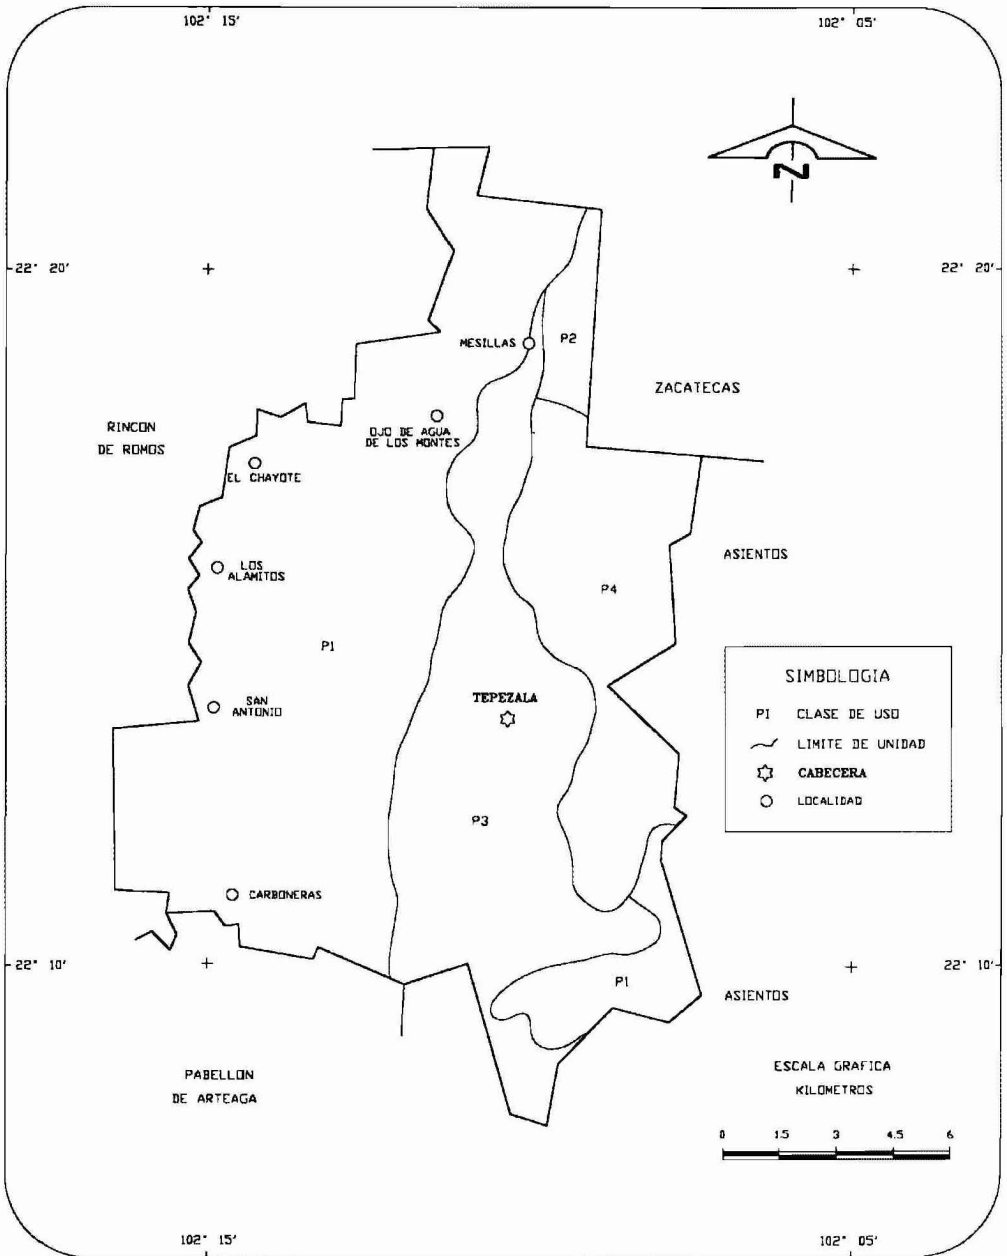 102° 15'
102° 05'
N
22° 20'
22° 20'
MESILLAS
P2
ZACATECAS
RINCON
DE ROMOS
OJO DE AGUA
DE LOS MONTES
EL CHAYOTE
ASIENTOS
LOS
ALAMITOS
P4
P1
SIMBOLOGIA
P1 CLASE DE USO
LIMITE DE UNIDAD
CABECERA
LOCALIDAD
TEPEZALA
SAN
ANTONIO
P3
CARBONERAS
22° 10'
22° 10'
P1
ASIENTOS
PABELLON
DE ARTEAGA
ESCALA GRAFICA
KILOMETROS
0 1.5 3 4.5 6
102° 15'
102° 05'